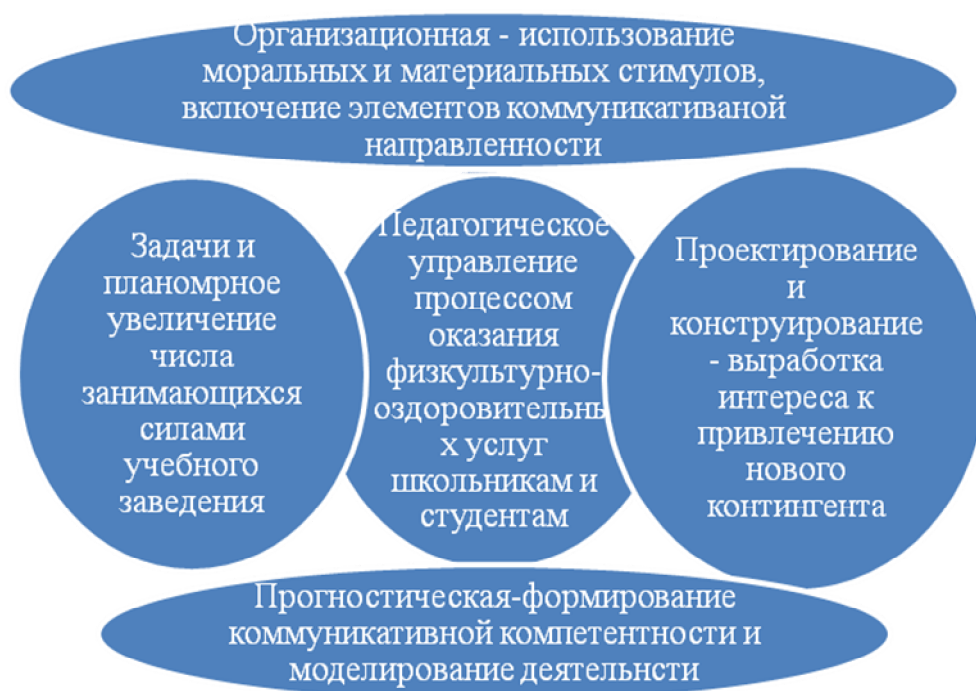 Организационная - использование
моральных и материальных стимулов,
включение элементов коммуникативаной
направленности
Задачи и
планомрное
увеличение
числа
занимающихся
силами
учебного
заведения
Педагогическое
управление
процессом
оказания
физкультурно-
оздоровительны
х услуг
школьникам и
студентам
Проектирование
и
конструирование
- выработка
интереса к
привлечению
нового
контингента
Прогностическая-формирование
коммуникативной компетентности и
моделирование деятельнсти